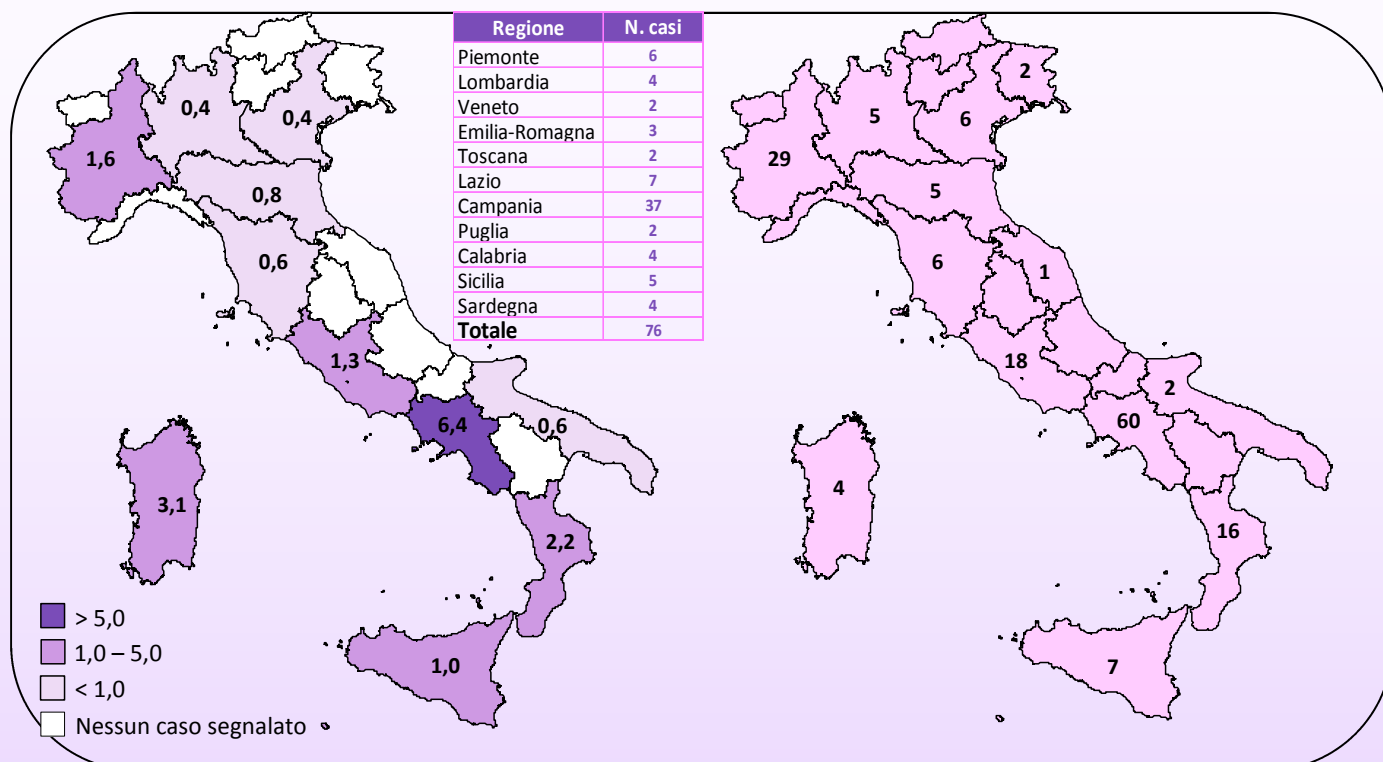 Regione N. casi
Piemonte 6
Lombardia 4
Veneto 2
Emilia-Romagna 3
Toscana 2
Lazio 7
Campania 37
Puglia 2
Calabria 4
Sicilia 5
Sardegna 4
Totale 76
0,4
0,4
1,6
0,8
0,6
1,3
6,4
0,6
3,1
2,2
1,0
> 5,0
1,0 – 5,0
< 1,0
Nessun caso segnalato
2
5
6
29
5
6
1
18
2
60
4
16
7